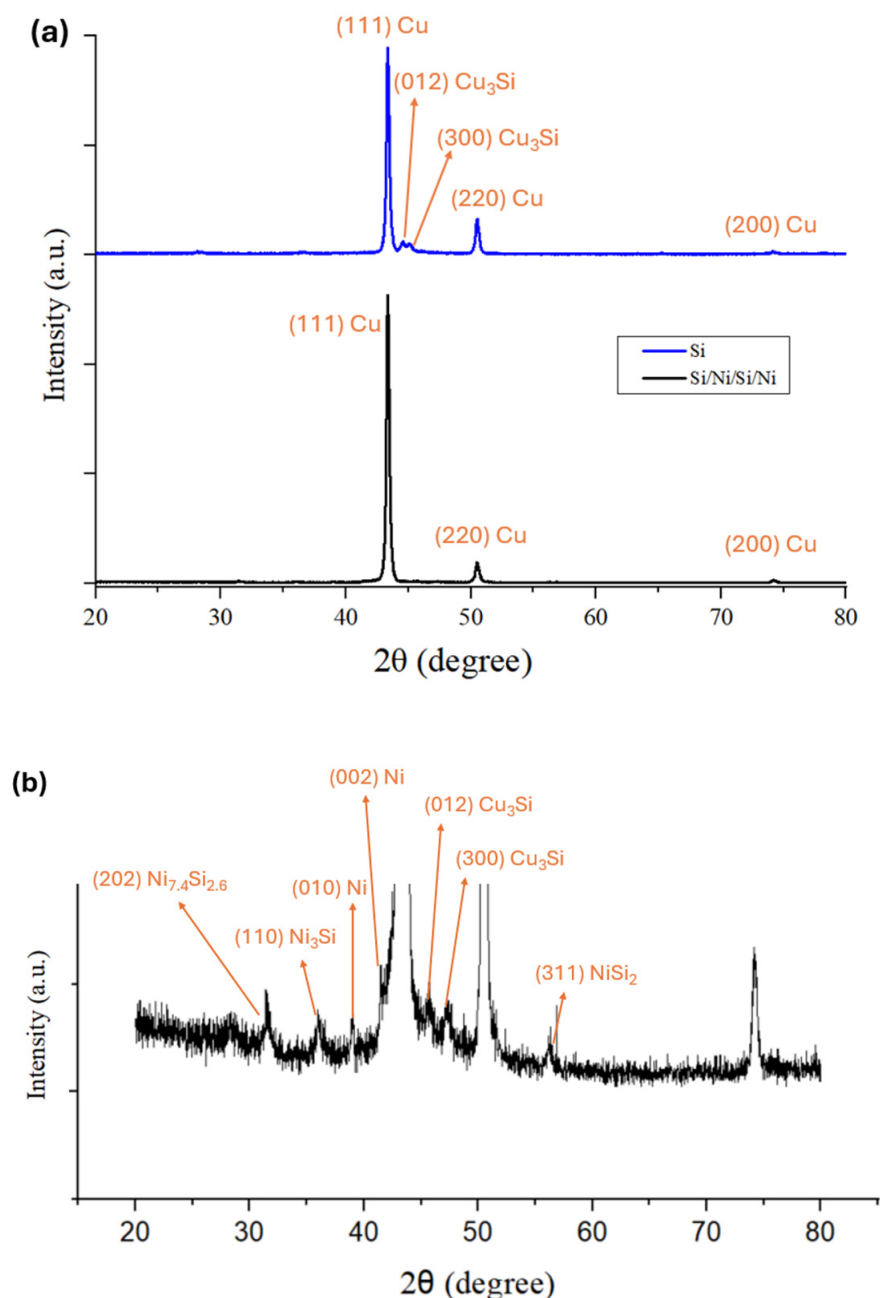 (a)
(111) Cu
(012) Cu₃Si
(300) Cu₃Si
(220) Cu
(200) Cu
(111) Cu
Si
Si/Ni/Si/Ni
(220) Cu
(200) Cu
Intensity (a.u.)
20 30 40 50 60 70 80
2θ (degree)
(b)
(002) Ni
(012) Cu₃Si
(300) Cu₃Si
(202) Ni₇.₄Si₂.₆
(010) Ni
(110) Ni₃Si
(311) NiSi₂
Intensity (a.u.)
20 30 40 50 60 70 80
2θ (degree)